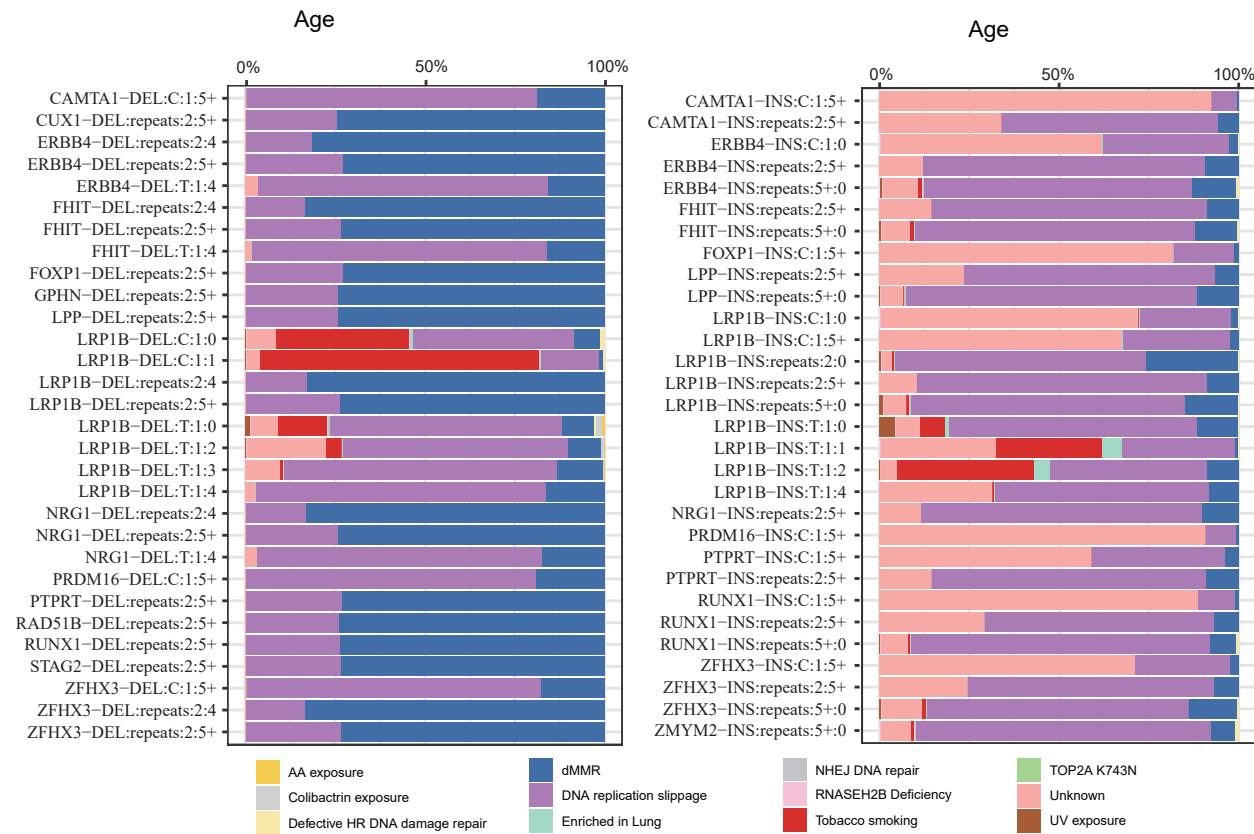 Age
0% 50% 100%
CAMTA1−DEL:C:1:5+
CUX1−DEL:repeats:2:5+
ERBB4−DEL:repeats:2:4
ERBB4−DEL:repeats:2:5+
ERBB4−DEL:T:1:4
FHIT−DEL:repeats:2:4
FHIT−DEL:repeats:2:5+
FHIT−DEL:T:1:4
FOXP1−DEL:repeats:2:5+
GPHN−DEL:repeats:2:5+
LPP−DEL:repeats:2:5+
LRP1B−DEL:C:1:0
LRP1B−DEL:C:1:1
LRP1B−DEL:repeats:2:4
LRP1B−DEL:repeats:2:5+
LRP1B−DEL:T:1:0
LRP1B−DEL:T:1:2
LRP1B−DEL:T:1:3
LRP1B−DEL:T:1:4
NRG1−DEL:repeats:2:4
NRG1−DEL:repeats:2:5+
NRG1−DEL:T:1:4
PRDM16−DEL:C:1:5+
PTPRT−DEL:repeats:2:5+
RAD51B−DEL:repeats:2:5+
RUNX1−DEL:repeats:2:5+
STAG2−DEL:repeats:2:5+
ZFHX3−DEL:C:1:5+
ZFHX3−DEL:repeats:2:4
ZFHX3−DEL:repeats:2:5+
Age
0% 50% 100%
CAMTA1−INS:C:1:5+
CAMTA1−INS:repeats:2:5+
ERBB4−INS:C:1:0
ERBB4−INS:repeats:2:5+
ERBB4−INS:repeats:5+:0
FHIT−INS:repeats:2:5+
FHIT−INS:repeats:5+:0
FOXP1−INS:C:1:5+
LPP−INS:repeats:2:5+
LPP−INS:repeats:5+:0
LRP1B−INS:C:1:0
LRP1B−INS:C:1:5+
LRP1B−INS:repeats:2:0
LRP1B−INS:repeats:2:5+
LRP1B−INS:repeats:5+:0
LRP1B−INS:T:1:0
LRP1B−INS:T:1:1
LRP1B−INS:T:1:2
LRP1B−INS:T:1:4
NRG1−INS:repeats:2:5+
PRDM16−INS:C:1:5+
PTPRT−INS:C:1:5+
PTPRT−INS:repeats:2:5+
RUNX1−INS:C:1:5+
RUNX1−INS:repeats:2:5+
RUNX1−INS:repeats:5+:0
ZFHX3−INS:C:1:5+
ZFHX3−INS:repeats:2:5+
ZFHX3−INS:repeats:5+:0
ZMYM2−INS:repeats:5+:0
AA exposure
Colibactrin exposure
Defective HR DNA damage repair
dMMR
DNA replication slippage
Enriched in Lung
NHEJ DNA repair
RNASEH2B Deficiency
Tobacco smoking
TOP2A K743N
Unknown
UV exposure